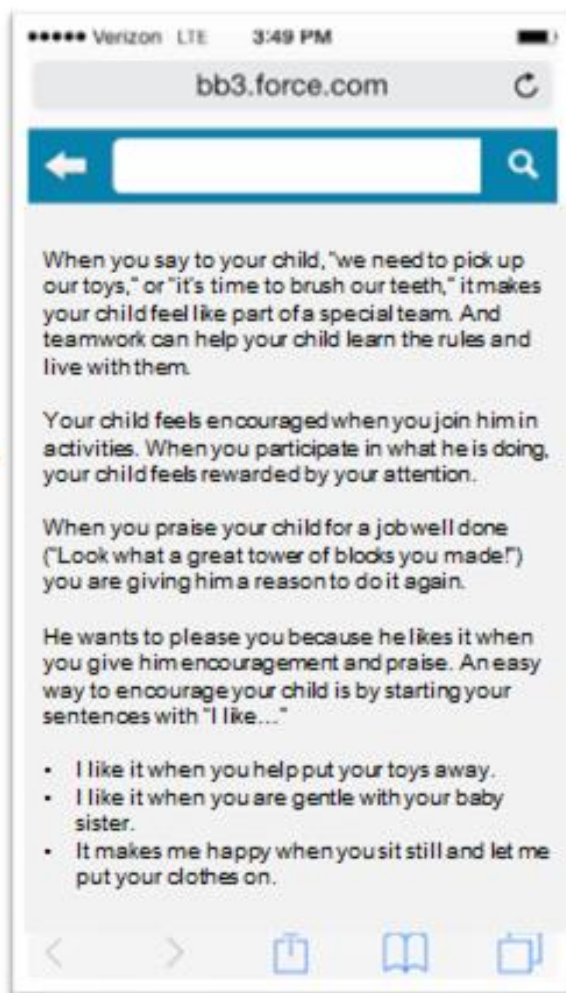 Verizon LTE 3:49 PM
bb3.force.com
When you say to your child, "we need to pick up
our toys," or "it's time to brush our teeth," it makes
your child feel like part of a special team. And
teamwork can help your child learn the rules and
live with them.
Your child feels encouraged when you join him in
activities. When you participate in what he is doing,
your child feels rewarded by your attention.
When you praise your child for a job well done
("Look what a great tower of blocks you made!")
you are giving him a reason to do it again.
He wants to please you because he likes it when
you give him encouragement and praise. An easy
way to encourage your child is by starting your
sentences with "I like…"
• I like it when you help put your toys away.
• I like it when you are gentle with your baby
sister.
• It makes me happy when you sit still and let me
put your clothes on.